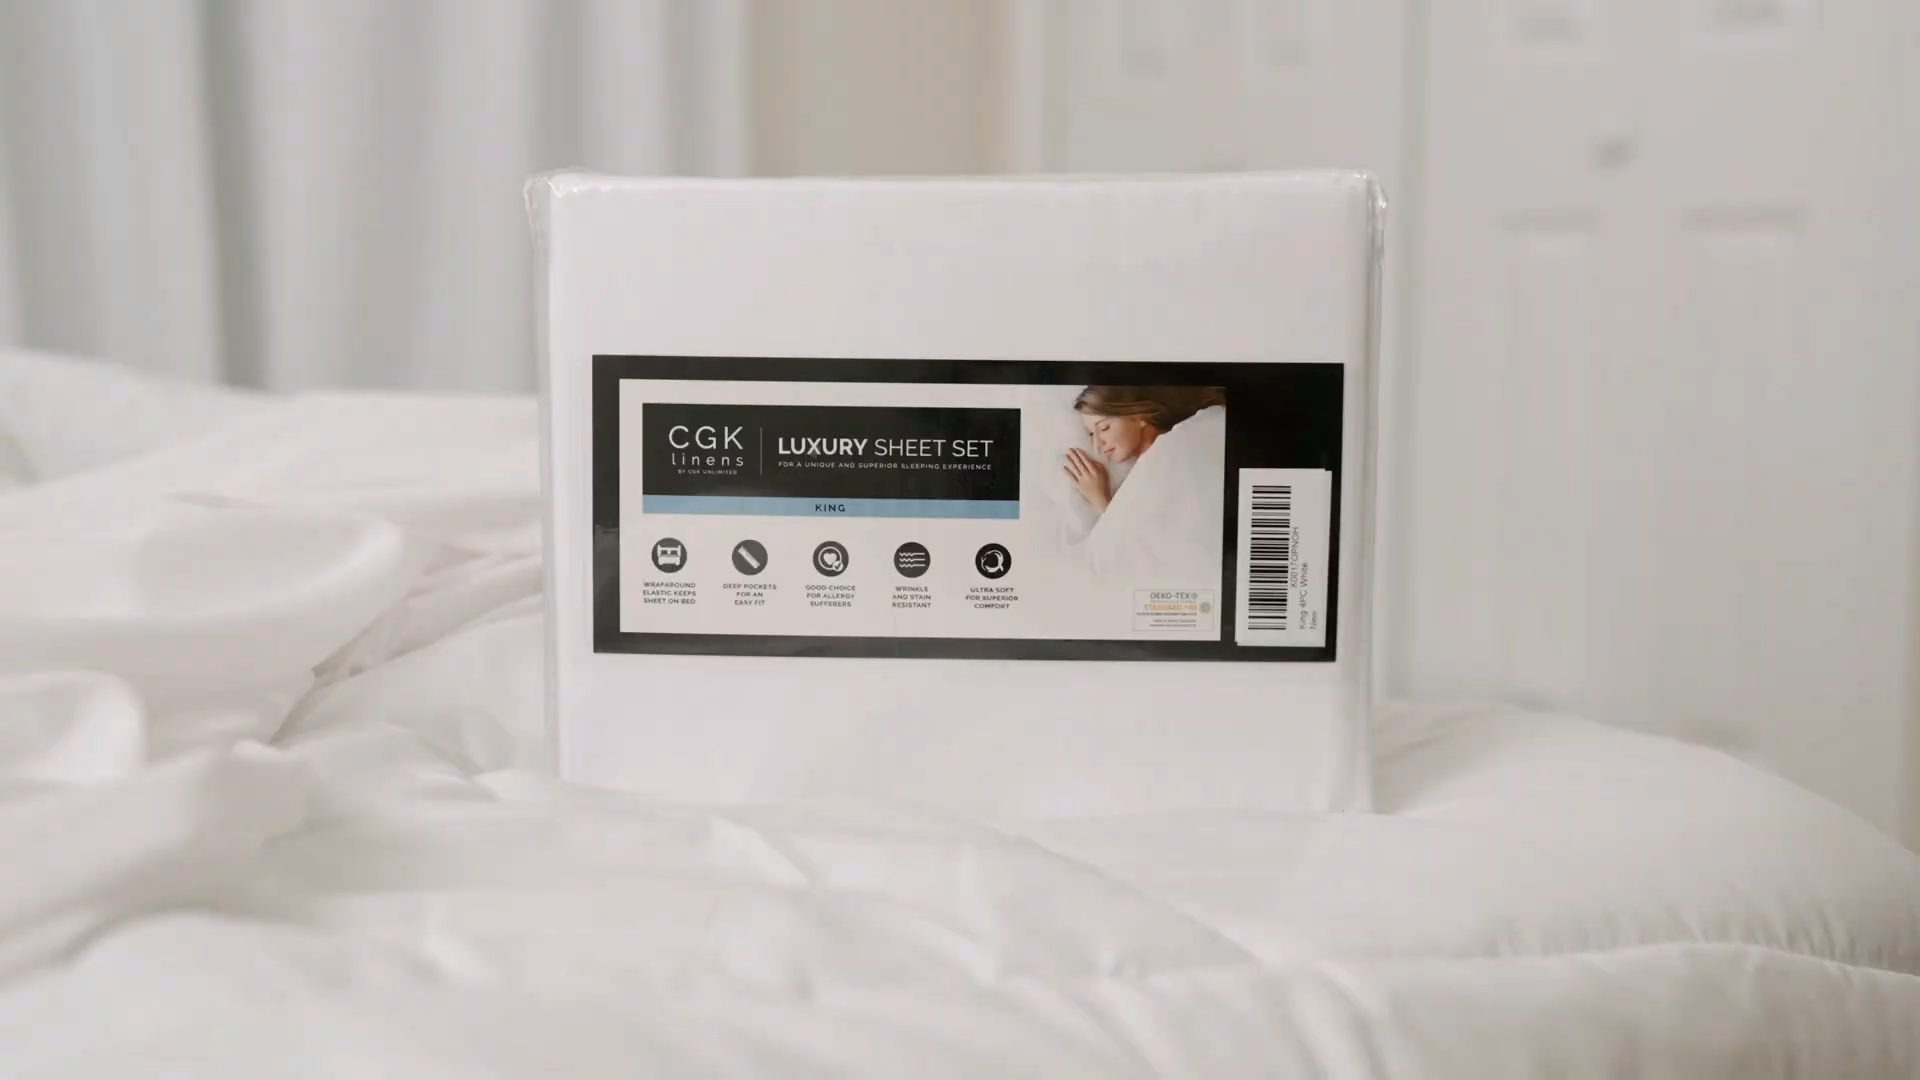 CGK
linens
BY CGK UNLIMITED
LUXURY SHEET SET
FOR A UNIQUE AND SUPERIOR SLEEPING EXPERIENCE
KING
WRAPAROUND
ELASTIC KEEPS
SHEET ON BED
DEEP POCKETS
FOR AN
EASY FIT
GOOD CHOICE
FOR ALLERGY
SUFFERERS
WRINKLE
AND STAIN
RESISTANT
ULTRA SOFT
FOR SUPERIOR
COMFORT
OEKO-TEX®
STANDARD 100
King 4PC White
New